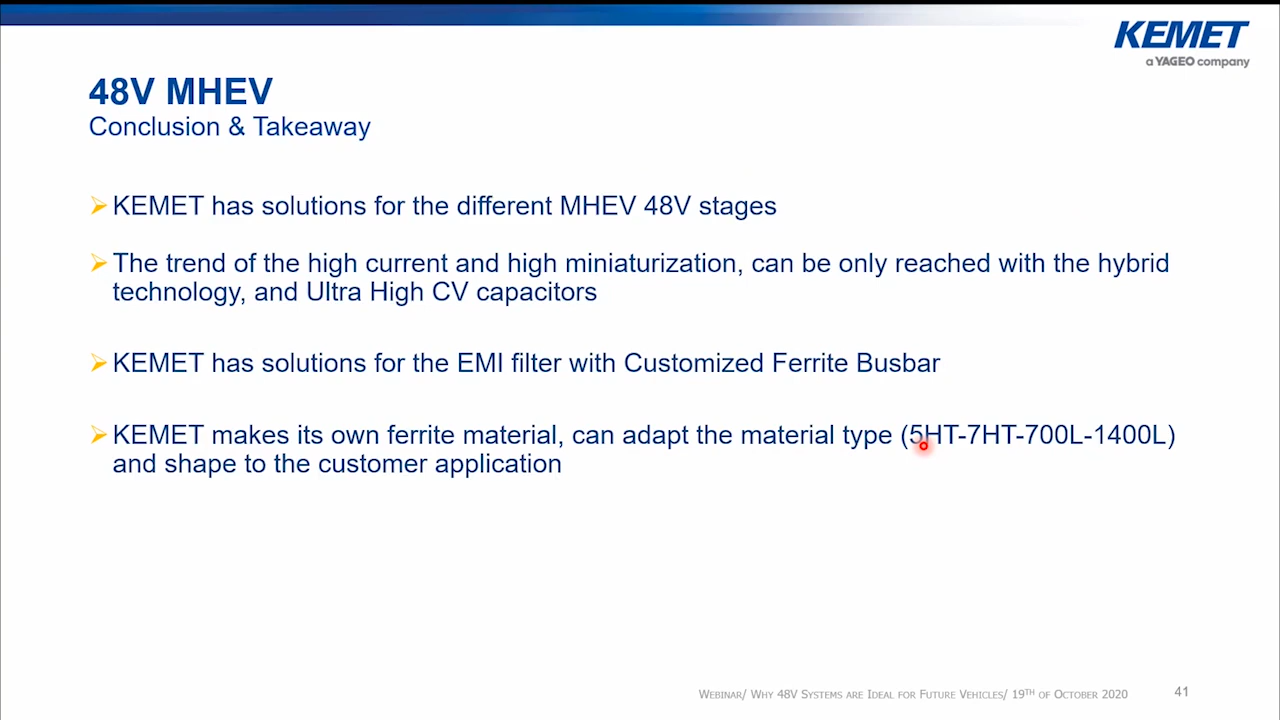 KEMET
a YAGEO company
48V MHEV
Conclusion & Takeaway
KEMET has solutions for the different MHEV 48V stages
The trend of the high current and high miniaturization, can be only reached with the hybrid
technology, and Ultra High CV capacitors
KEMET has solutions for the EMI filter with Customized Ferrite Busbar
KEMET makes its own ferrite material, can adapt the material type (5HT-7HT-700L-1400L)
and shape to the customer application
Webinar/ Why 48V Systems are Ideal for Future Vehicles/ 19TH of October 2020
41